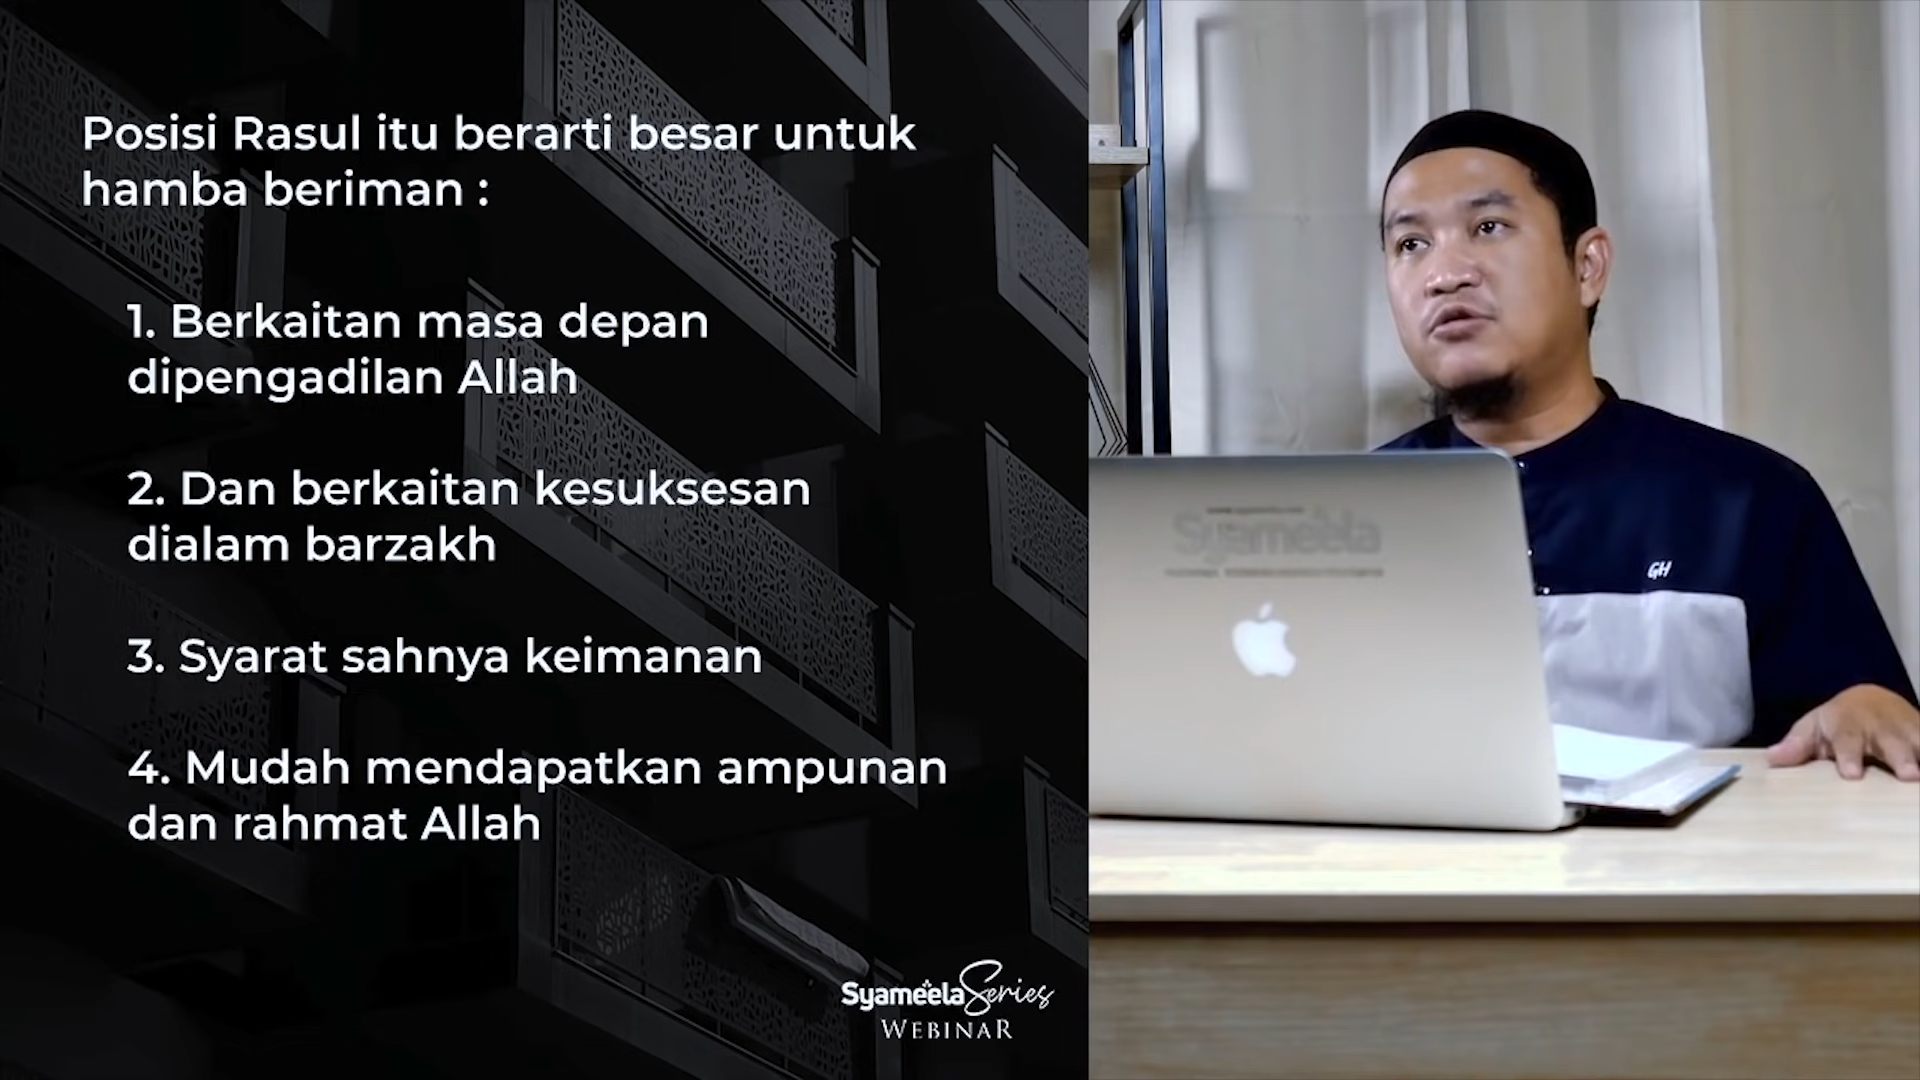 Posisi Rasul itu berarti besar untuk
hamba beriman :
1. Berkaitan masa depan
dipengadilan Allah
2. Dan berkaitan kesuksesan
dialam barzakh
3. Syarat sahnya keimanan
4. Mudah mendapatkan ampunan
dan rahmat Allah
SyameelaSeries
WEBINAR
Syameela
GH